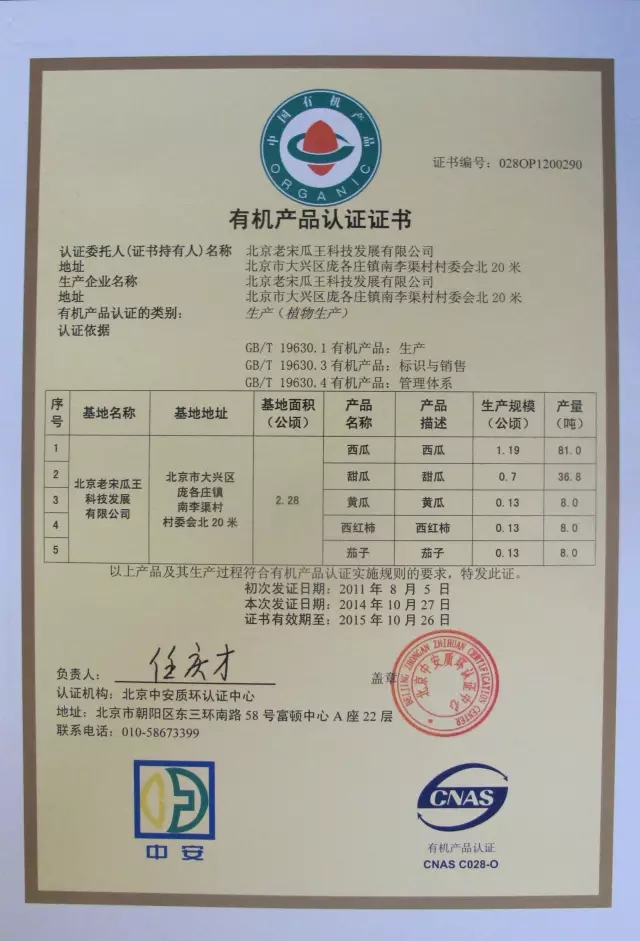 中国有机产品
ORGANIC
证书编号：028OP1200290
有机产品认证证书
认证委托人(证书持有人)名称 北京老宋瓜王科技发展有限公司
地址 北京市大兴区庞各庄镇南李渠村村委会北20米
生产企业名称 北京老宋瓜王科技发展有限公司
地址 北京市大兴区庞各庄镇南李渠村村委会北20米
有机产品认证的类别： 生产（植物生产）
认证依据
GB/T 19630.1有机产品：生产
GB/T 19630.3有机产品：标识与销售
GB/T 19630.4有机产品：管理体系
序号 基地名称 基地地址 基地面积（公顷） 产品名称 产品描述 生产规模（公顷） 产量（吨）
北京老宋瓜王科技发展有限公司 北京市大兴区庞各庄镇南李渠村村委会北20米 2.28
1 西瓜 西瓜 1.19 81.0
2 甜瓜 甜瓜 0.7 36.8
3 黄瓜 黄瓜 0.13 8.0
4 西红柿 西红柿 0.13 8.0
5 茄子 茄子 0.13 8.0
以上产品及其生产过程符合有机产品认证实施规则的要求，特发此证。
初次发证日期：2011年 8 月 5 日
本次发证日期：2014年10月27日
证书有效期至：2015年10月26日
负责人： 任庆才 盖章
BEIJING ZHONGAN ZHIHUAN CERTIFICATION CENTER
北京中安质环认证中心
认证机构：北京中安质环认证中心
地址：北京市朝阳区东三环南路58号富顿中心A座22层
联系电话：010-58673399
中安
CNAS
有机产品认证
CNAS C028-O